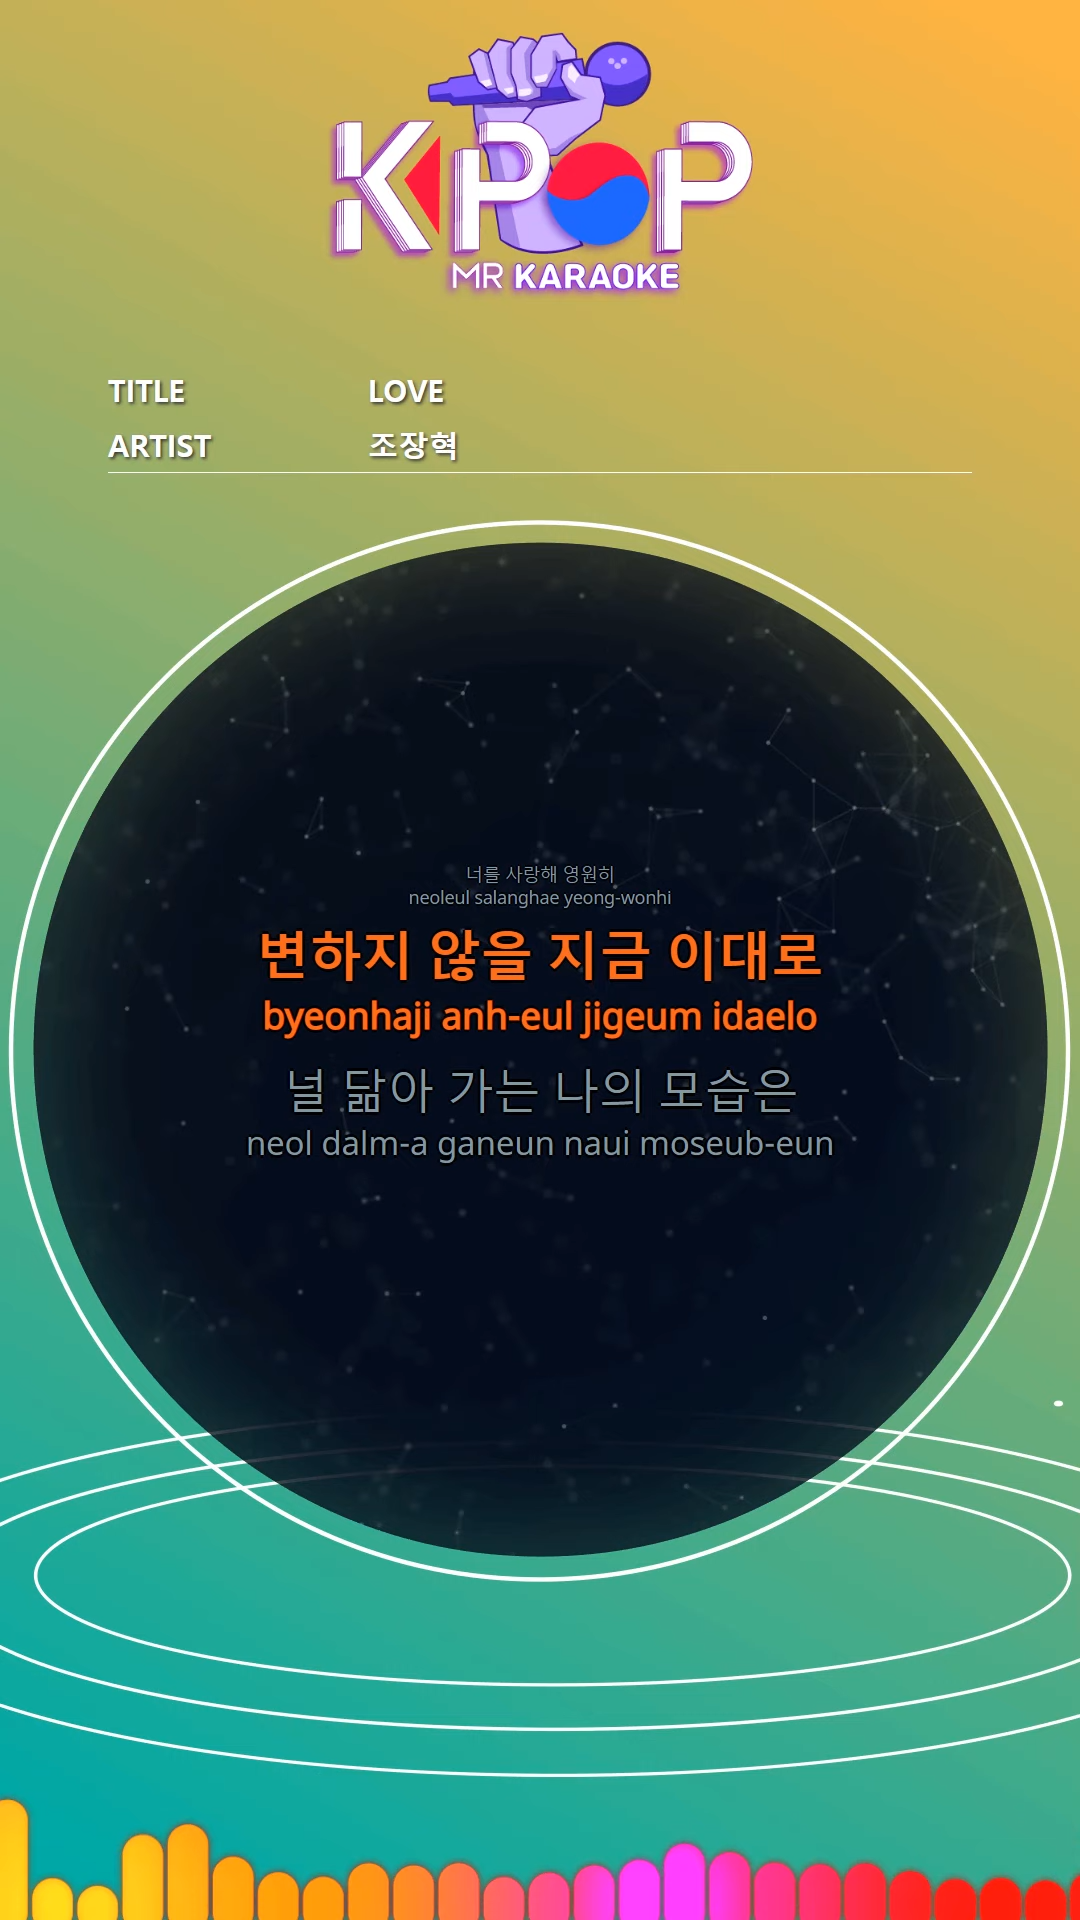 KPOP
MR KARAOKE
TITLE LOVE
ARTIST 조장혁
너를 사랑해 영원히
neoleul salanghae yeong-wonhi
변하지 않을 지금 이대로
byeonhaji anh-eul jigeum idaelo
널 닮아 가는 나의 모습은
neol dalm-a ganeun naui moseub-eun